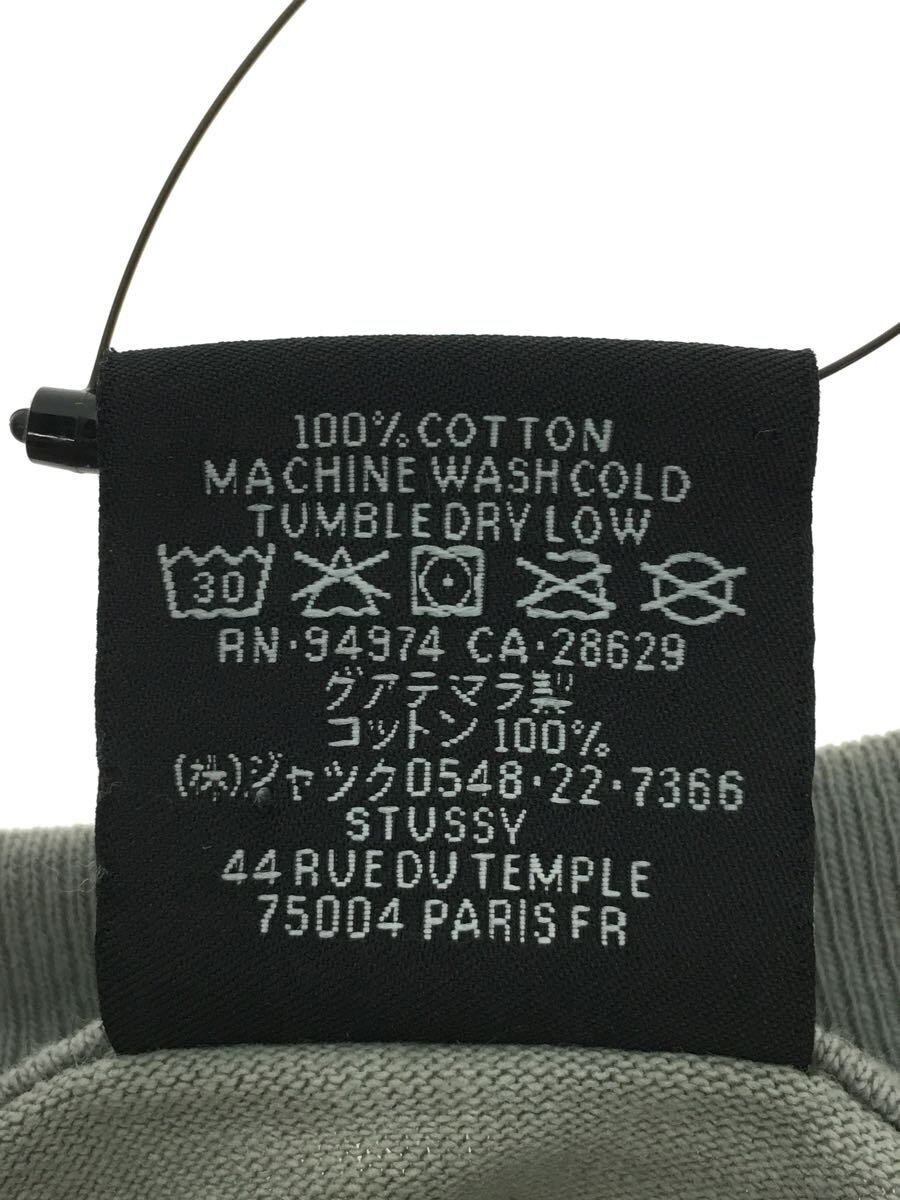 100% COTTON
MACHINE WASH COLD
TUMBLE DRY LOW
30
RN·94974 CA·28629
グアテマラ製
コットン 100%
(株)ジャック0548·22·7366
STUSSY
44 RUE DU TEMPLE
75004 PARIS FR